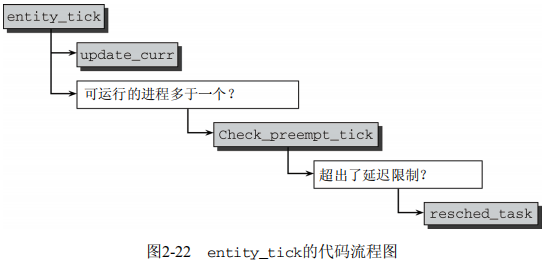 entity_tick
update_curr
可运行的进程多于一个？
Check_preempt_tick
超出了延迟限制？
resched_task
图2-22 entity_tick的代码流程图